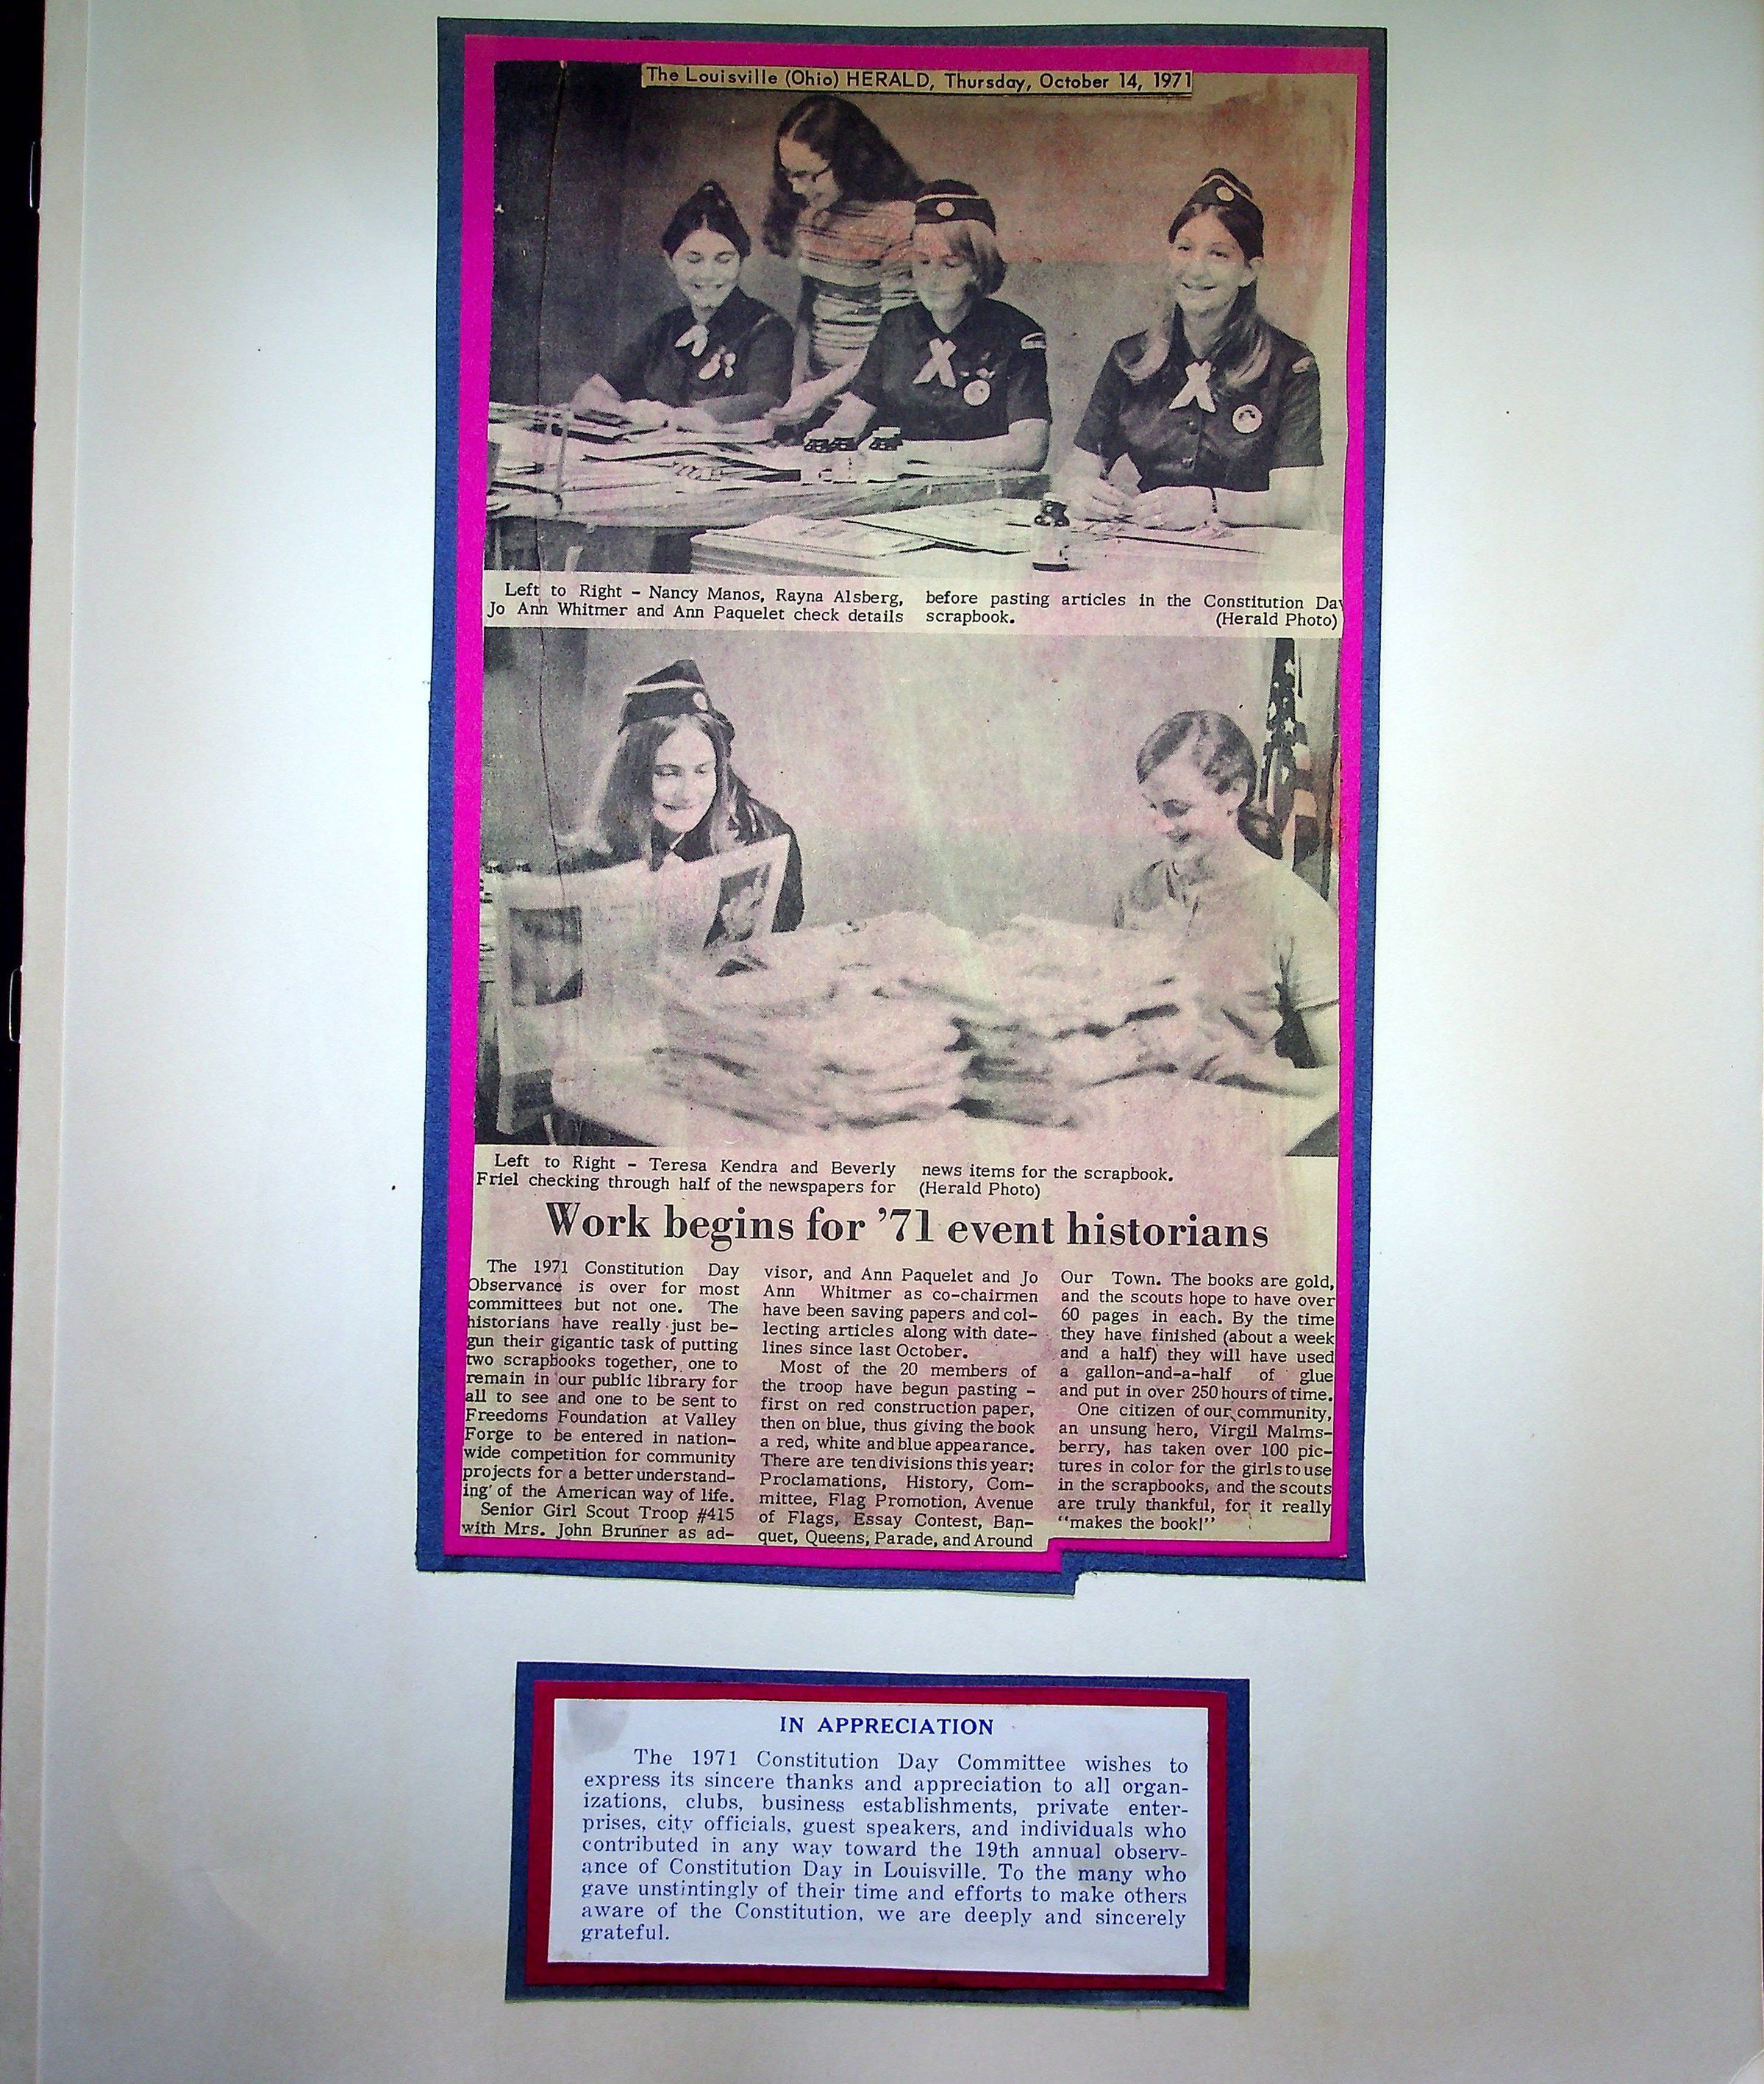 The Louisville (Ohio) HERALD, Thursday, October 14, 1971
Left to Right - Nancy Manos, Rayna Alsberg,
Jo Ann Whitmer and Ann Paquelet check details
before pasting articles in the Constitution Day
scrapbook. (Herald Photo)
Left to Right - Teresa Kendra and Beverly
Friel checking through half of the newspapers for
news items for the scrapbook.
(Herald Photo)
Work begins for '71 event historians
The 1971 Constitution Day
Observance is over for most
committees but not one. The
historians have really just be-
gun their gigantic task of putting
two scrapbooks together, one to
remain in our public library for
all to see and one to be sent to
Freedoms Foundation at Valley
Forge to be entered in nation-
wide competition for community
projects for a better understand-
ing of the American way of life.
Senior Girl Scout Troop #415
with Mrs. John Brunner as ad-
visor, and Ann Paquelet and Jo
Ann Whitmer as co-chairmen
have been saving papers and col-
lecting articles along with date-
lines since last October.
Most of the 20 members of
the troop have begun pasting -
first on red construction paper,
then on blue, thus giving the book
a red, white and blue appearance.
There are ten divisions this year:
Proclamations, History, Com-
mittee, Flag Promotion, Avenue
of Flags, Essay Contest, Ban-
quet, Queens, Parade, and Around
Our Town. The books are gold,
and the scouts hope to have over
60 pages in each. By the time
they have finished (about a week
and a half) they will have used
a gallon-and-a-half of glue
and put in over 250 hours of time.
One citizen of our community,
an unsung hero, Virgil Malms-
berry, has taken over 100 pic-
tures in color for the girls to use
in the scrapbooks, and the scouts
are truly thankful, for it really
"makes the book!"
IN APPRECIATION
The 1971 Constitution Day Committee wishes to
express its sincere thanks and appreciation to all organ-
izations, clubs, business establishments, private enter-
prises, city officials, guest speakers, and individuals who
contributed in any way toward the 19th annual observ-
ance of Constitution Day in Louisville. To the many who
gave unstintingly of their time and efforts to make others
aware of the Constitution, we are deeply and sincerely
grateful.